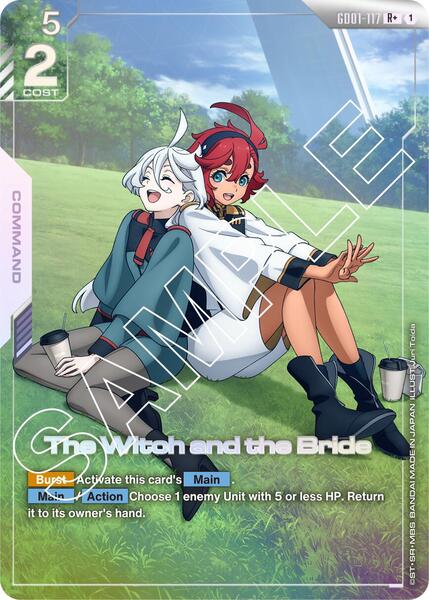 GD01-117 R+ 1
5
2
COST
COMMAND
SAMPLE
The Witch and the Bride
Burst Activate this card's Main .
Main / Action Choose 1 enemy Unit with 5 or less HP. Return
it to its owner's hand.
©ST•SR•MBS BANDAI MADE IN JAPAN ILLUST/Jun Toida